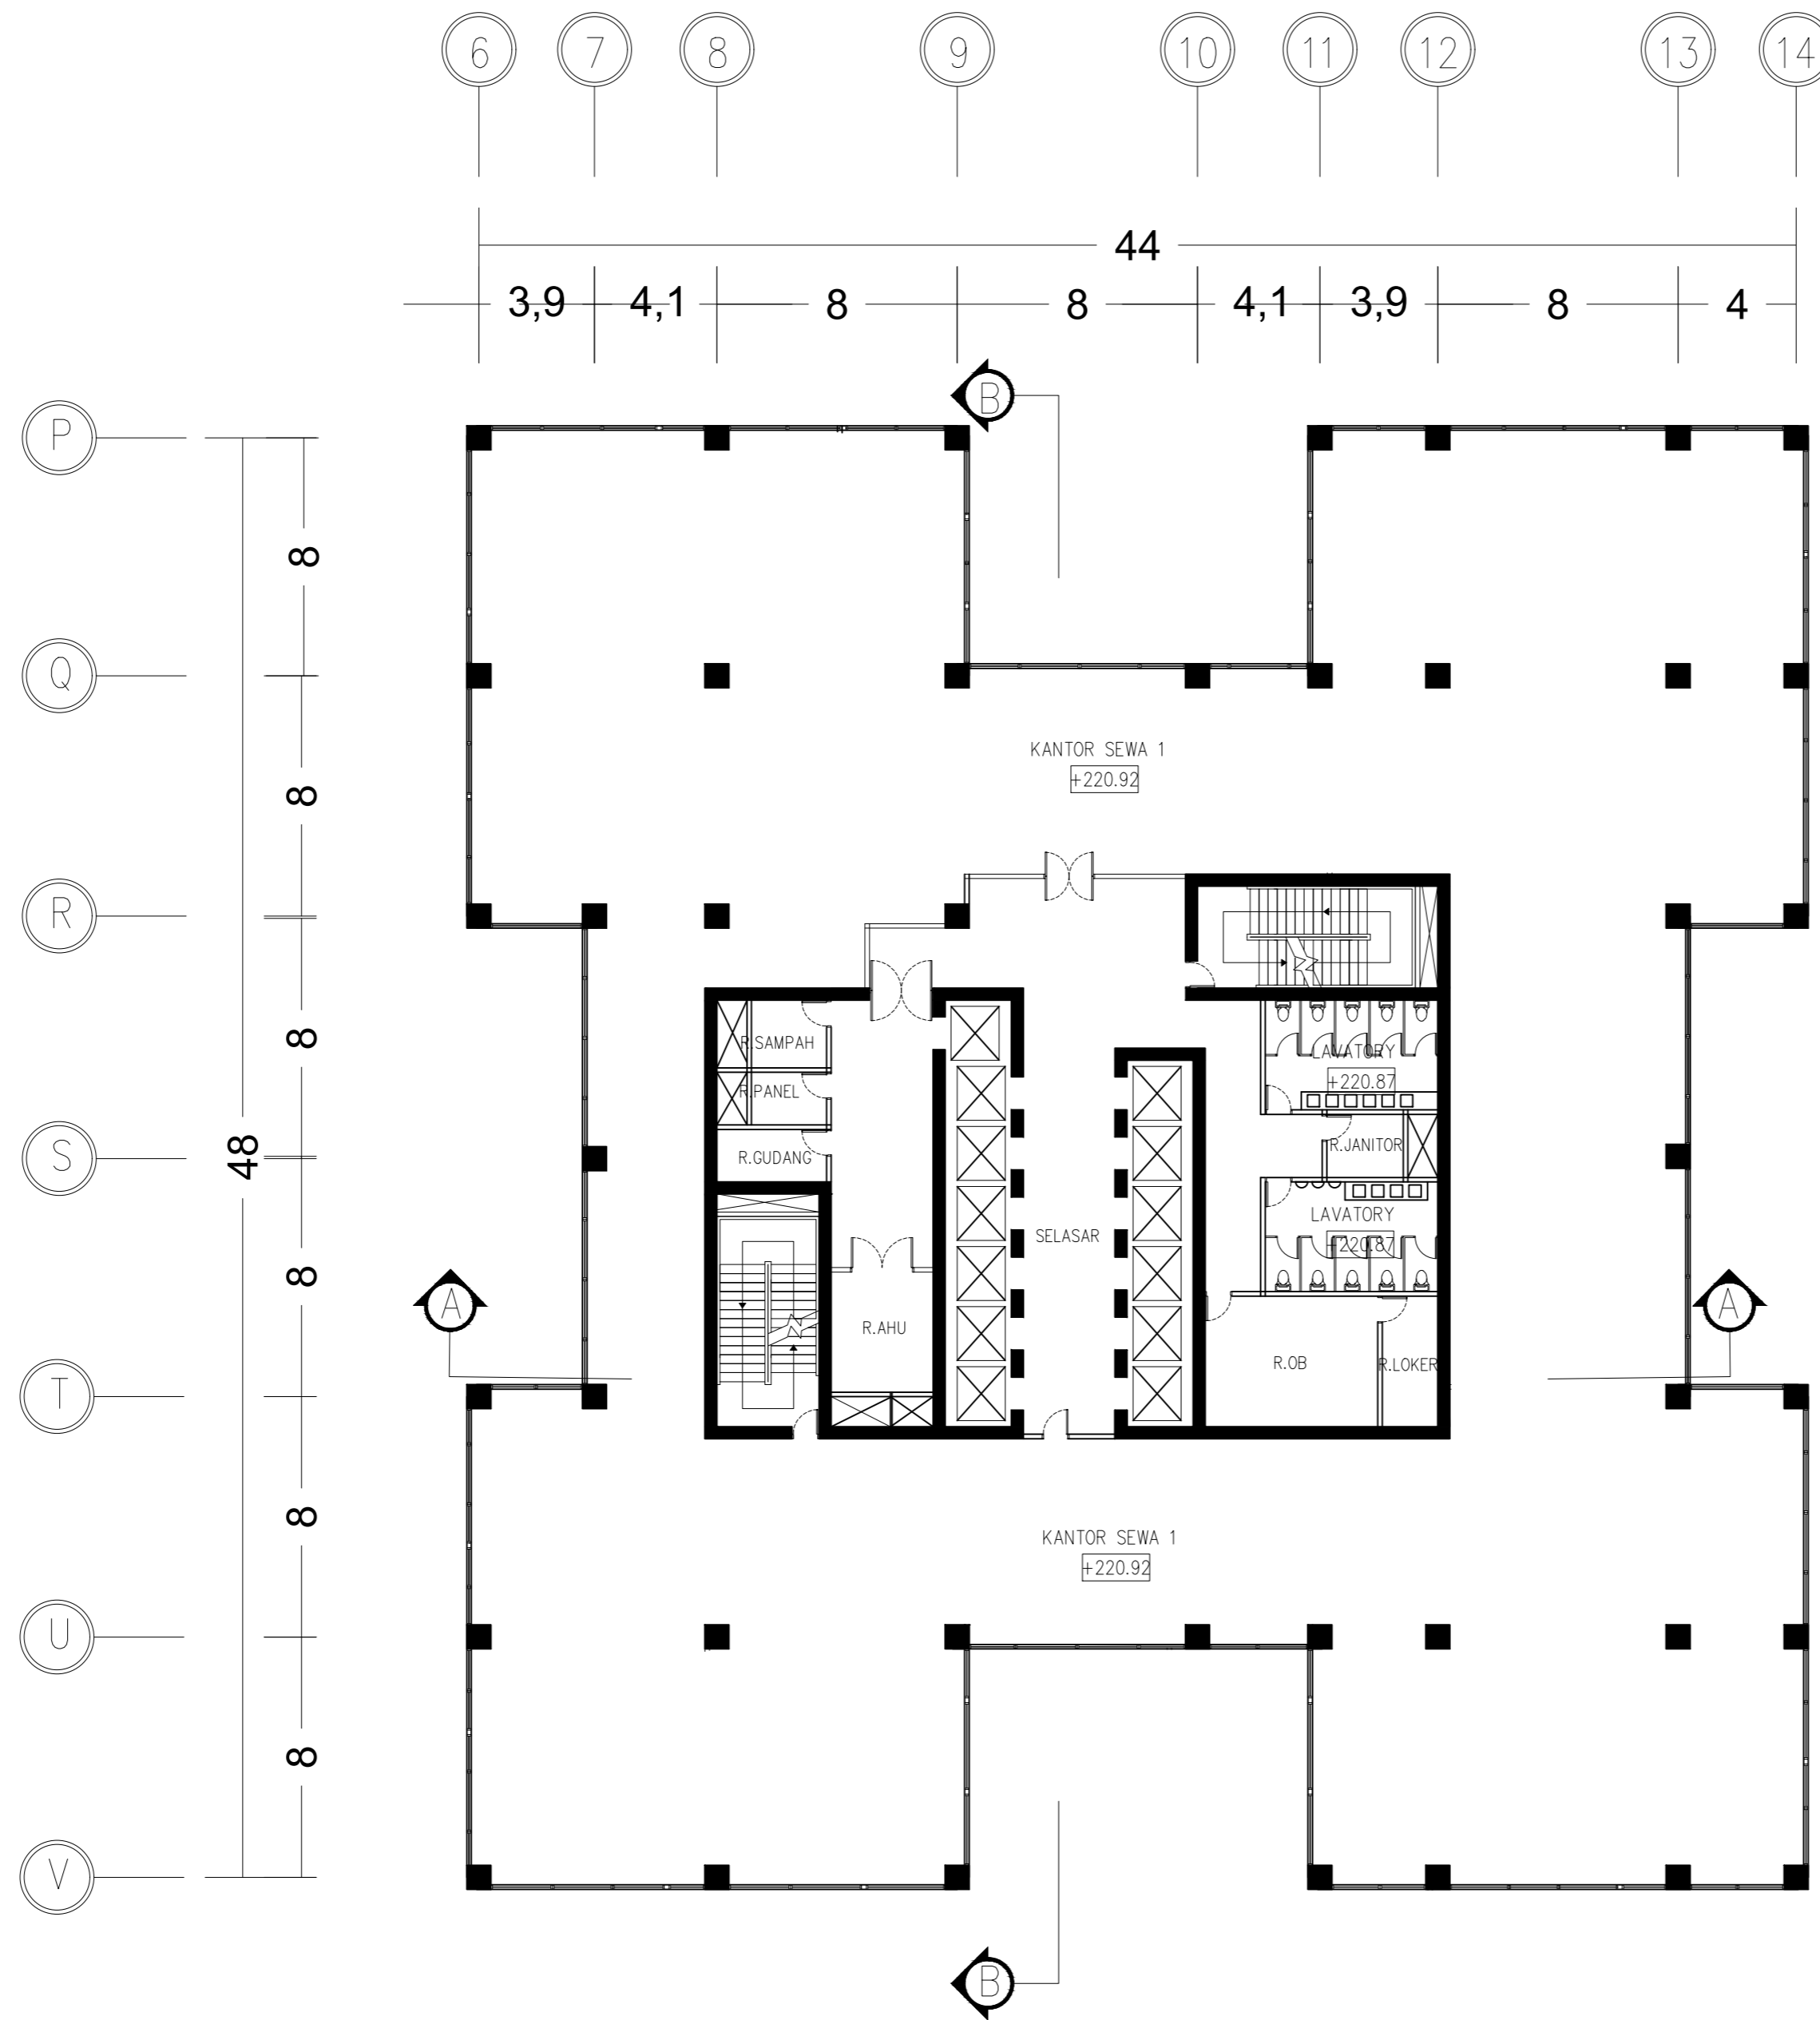 6 7 8 9 10 11 12 13 14
44
3,9 4,1 8 8 4,1 3,9 8 4
B
P
8
Q
KANTOR SEWA 1
+220.92
8
R
8
R.SAMPAH
LAVATORY
+220.87
R.PANEL
S
48
R.JANITOR
R.GUDANG
LAVATORY
SELASAR
+220.87
8
A
A
R.AHU
R.OB
R.LOKER
T
8
KANTOR SEWA 1
+220.92
U
8
V
B